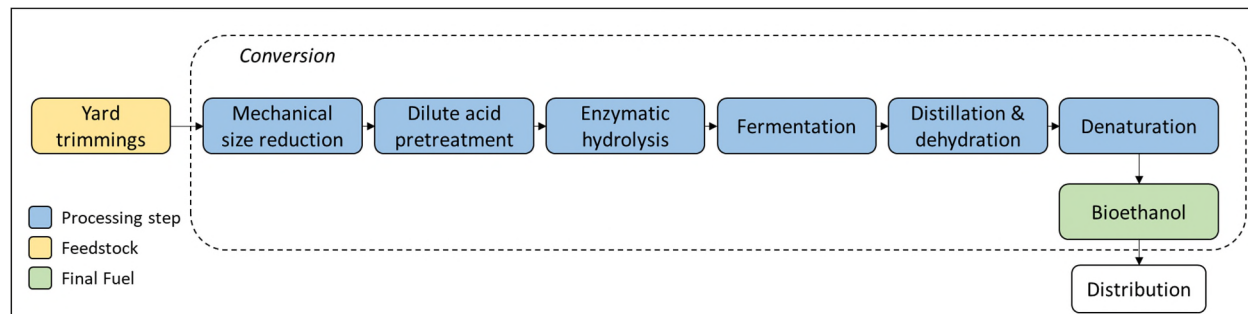 Conversion
Yard
trimmings
Mechanical
size reduction
Dilute acid
pretreatment
Enzymatic
hydrolysis
Fermentation
Distillation &
dehydration
Denaturation
Bioethanol
Distribution
Processing step
Feedstock
Final Fuel